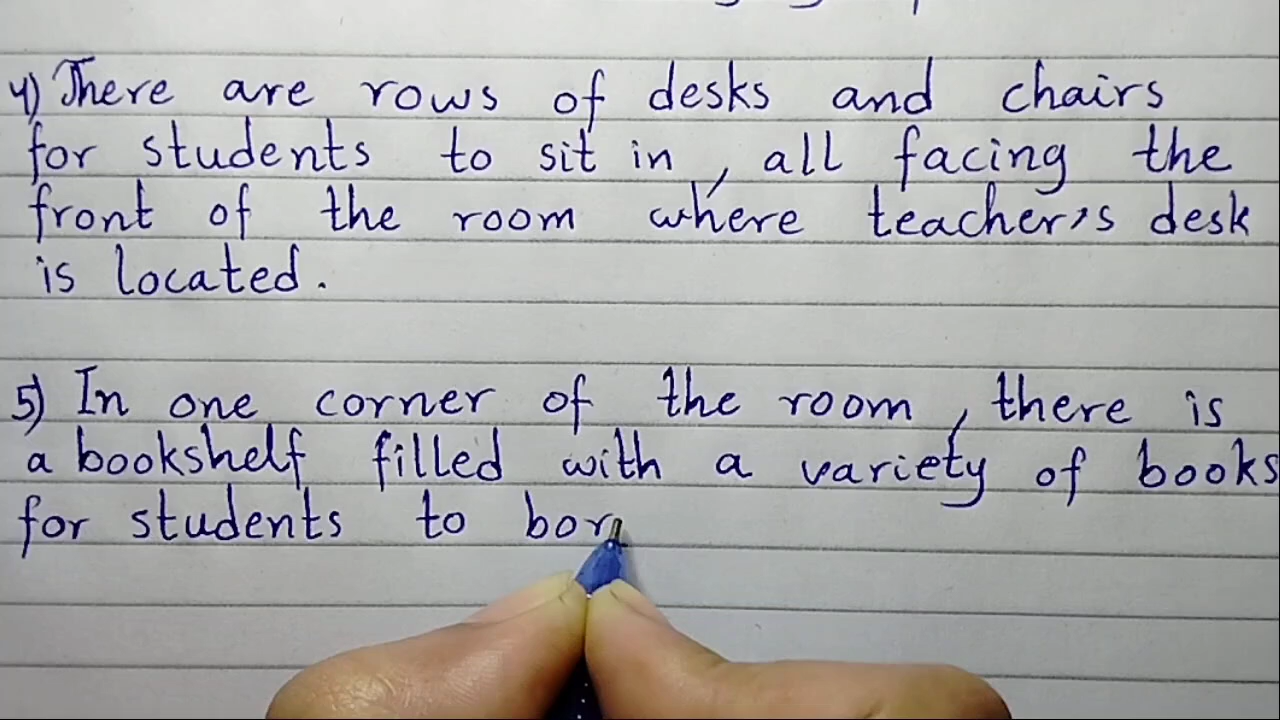 4) There are rows of desks and chairs
for students to sit in, all facing the
front of the room where teacher's desk
is located.
5) In one corner of the room, there is
a bookshelf filled with a variety of books
for students to bor